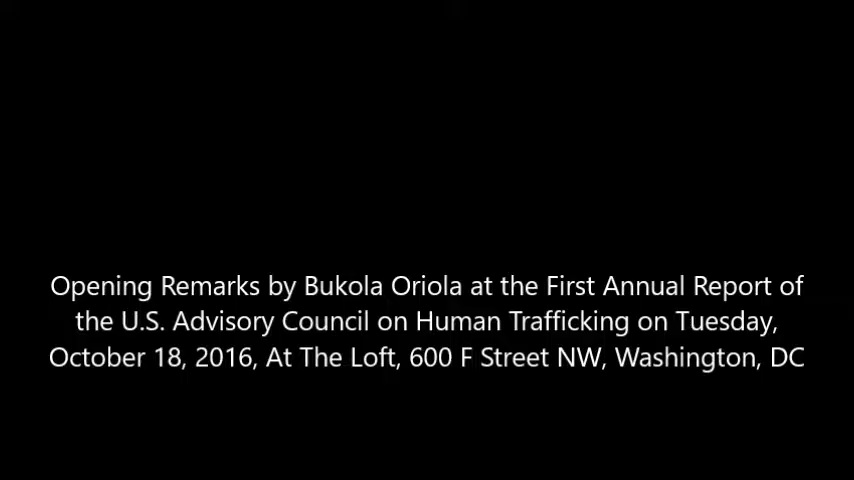 Opening Remarks by Bukola Oriola at the First Annual Report of
the U.S. Advisory Council on Human Trafficking on Tuesday,
October 18, 2016, At The Loft, 600 F Street NW, Washington, DC